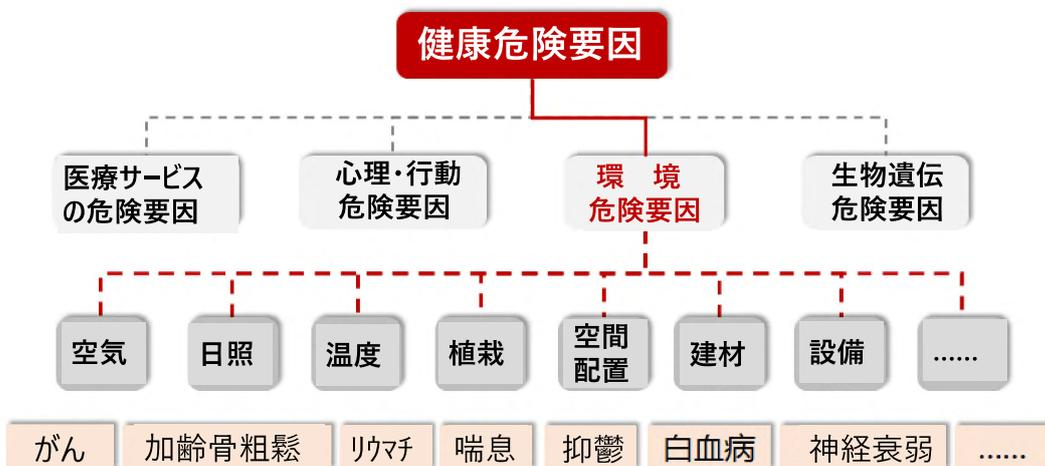 健康危険要因
医療サービス
の危険要因
心理・行動
危険要因
環　境
危険要因
生物遺伝
危険要因
空気
日照
温度
植栽
空間
配置
建材
設備
……
がん
加齢骨粗鬆
リウマチ
喘息
抑鬱
白血病
神経衰弱
……